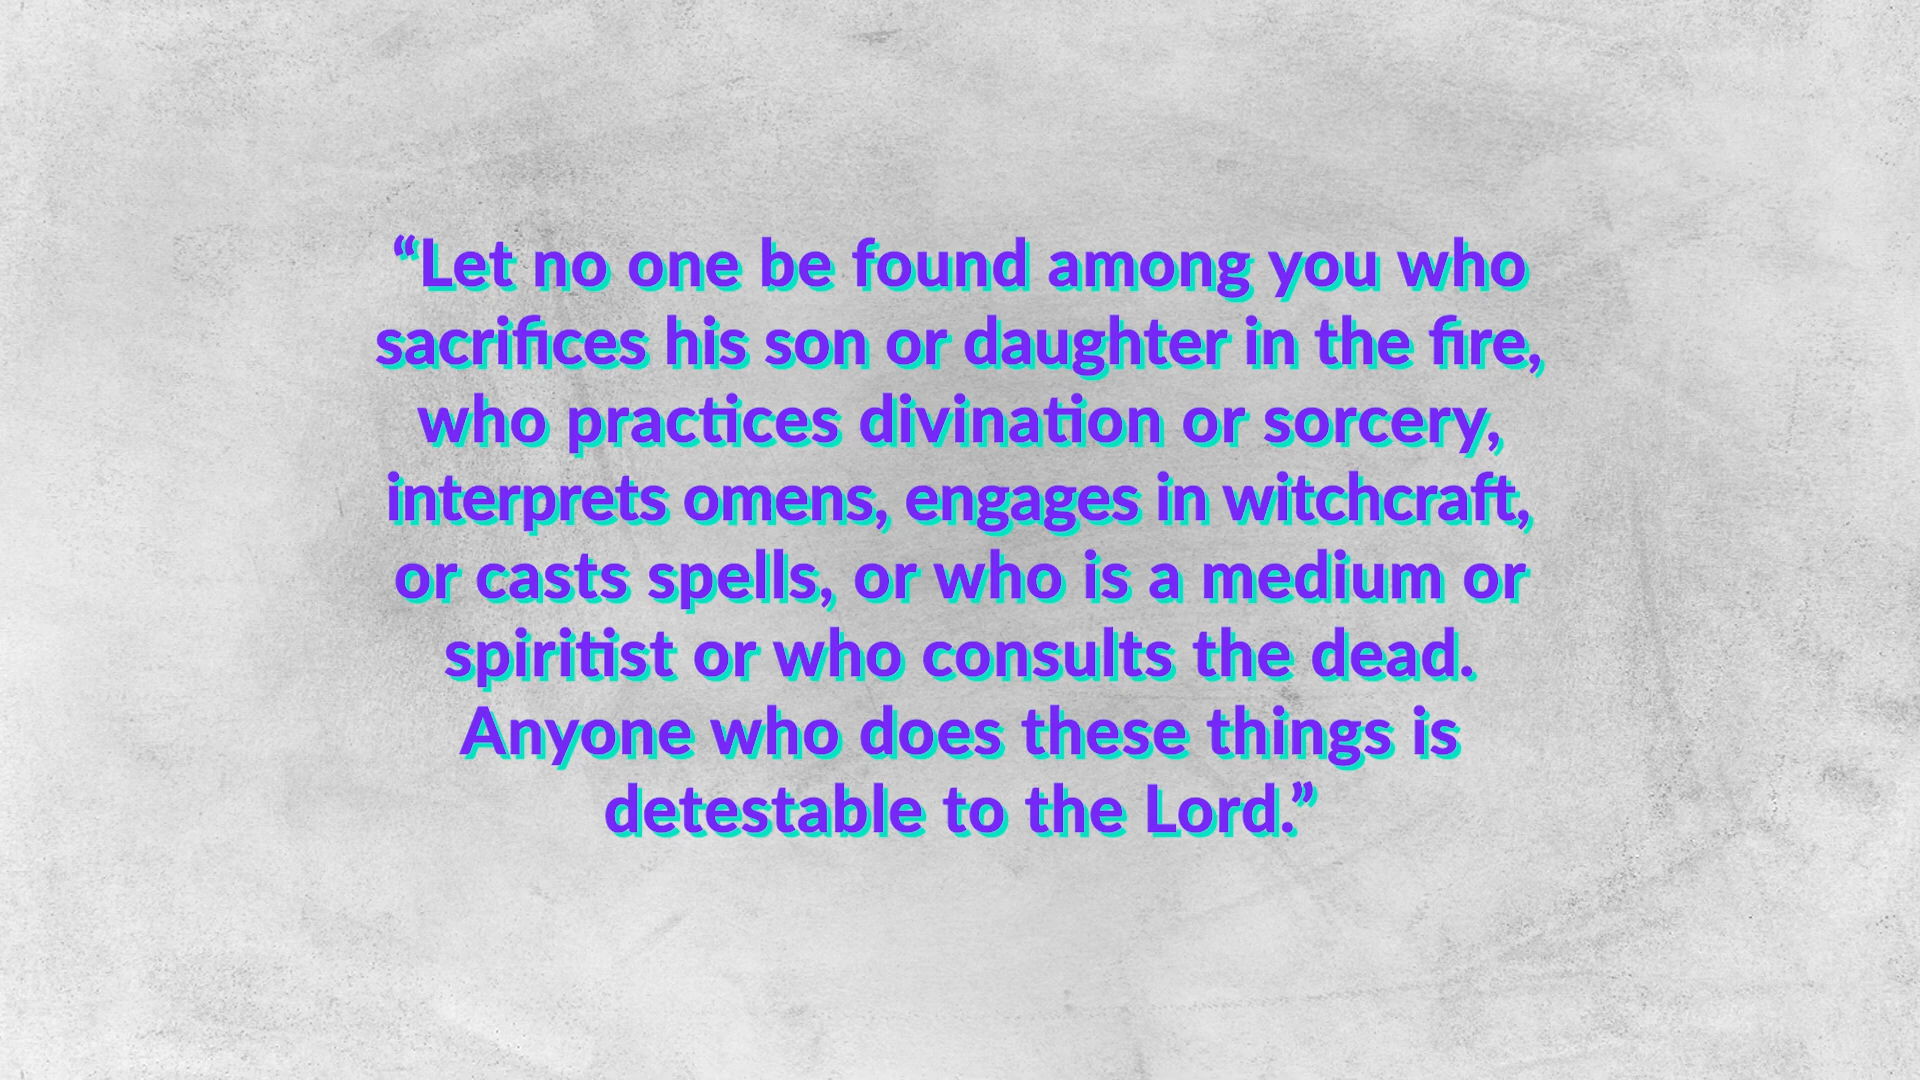 “Let no one be found among you who
sacrifices his son or daughter in the fire,
who practices divination or sorcery,
interprets omens, engages in witchcraft,
or casts spells, or who is a medium or
spiritist or who consults the dead.
Anyone who does these things is
detestable to the Lord.”